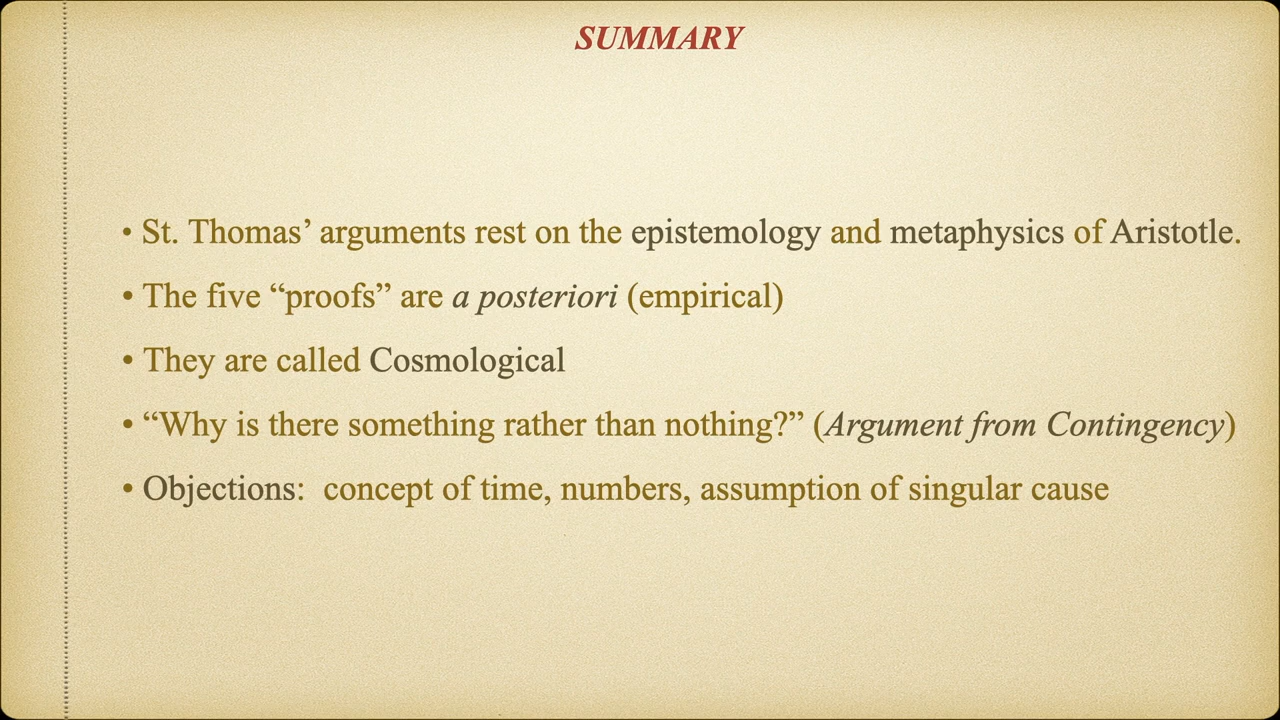 SUMMARY
• St. Thomas’ arguments rest on the epistemology and metaphysics of Aristotle.
• The five “proofs” are a posteriori (empirical)
• They are called Cosmological
• “Why is there something rather than nothing?” (Argument from Contingency)
• Objections:  concept of time, numbers, assumption of singular cause